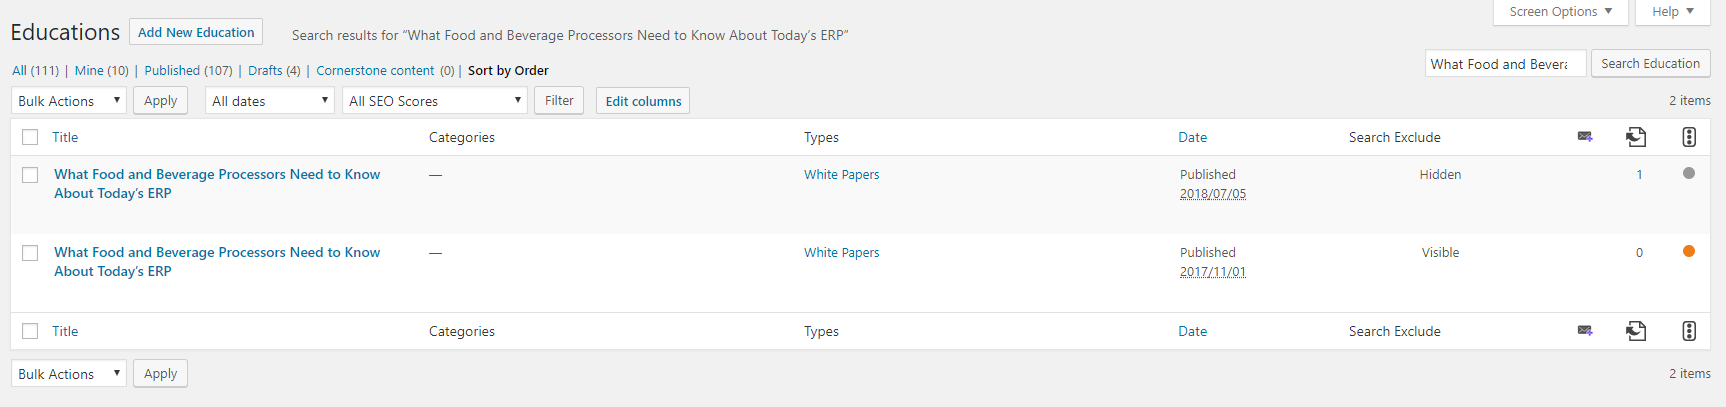 Screen Options ▼ Help ▼
Educations Add New Education Search results for “What Food and Beverage Processors Need to Know About Today’s ERP”
What Food and Bevera Search Education
All (111) | Mine (10) | Published (107) | Drafts (4) | Cornerstone content (0) | Sort by Order
Bulk Actions ▼ Apply All dates ▼ All SEO Scores ▼ Filter Edit columns 2 items
Title Categories Types Date Search Exclude
What Food and Beverage Processors Need to Know — White Papers Published Hidden 1
About Today’s ERP 2018/07/05
What Food and Beverage Processors Need to Know — White Papers Published Visible 0
About Today’s ERP 2017/11/01
Title Categories Types Date Search Exclude
Bulk Actions ▼ Apply 2 items